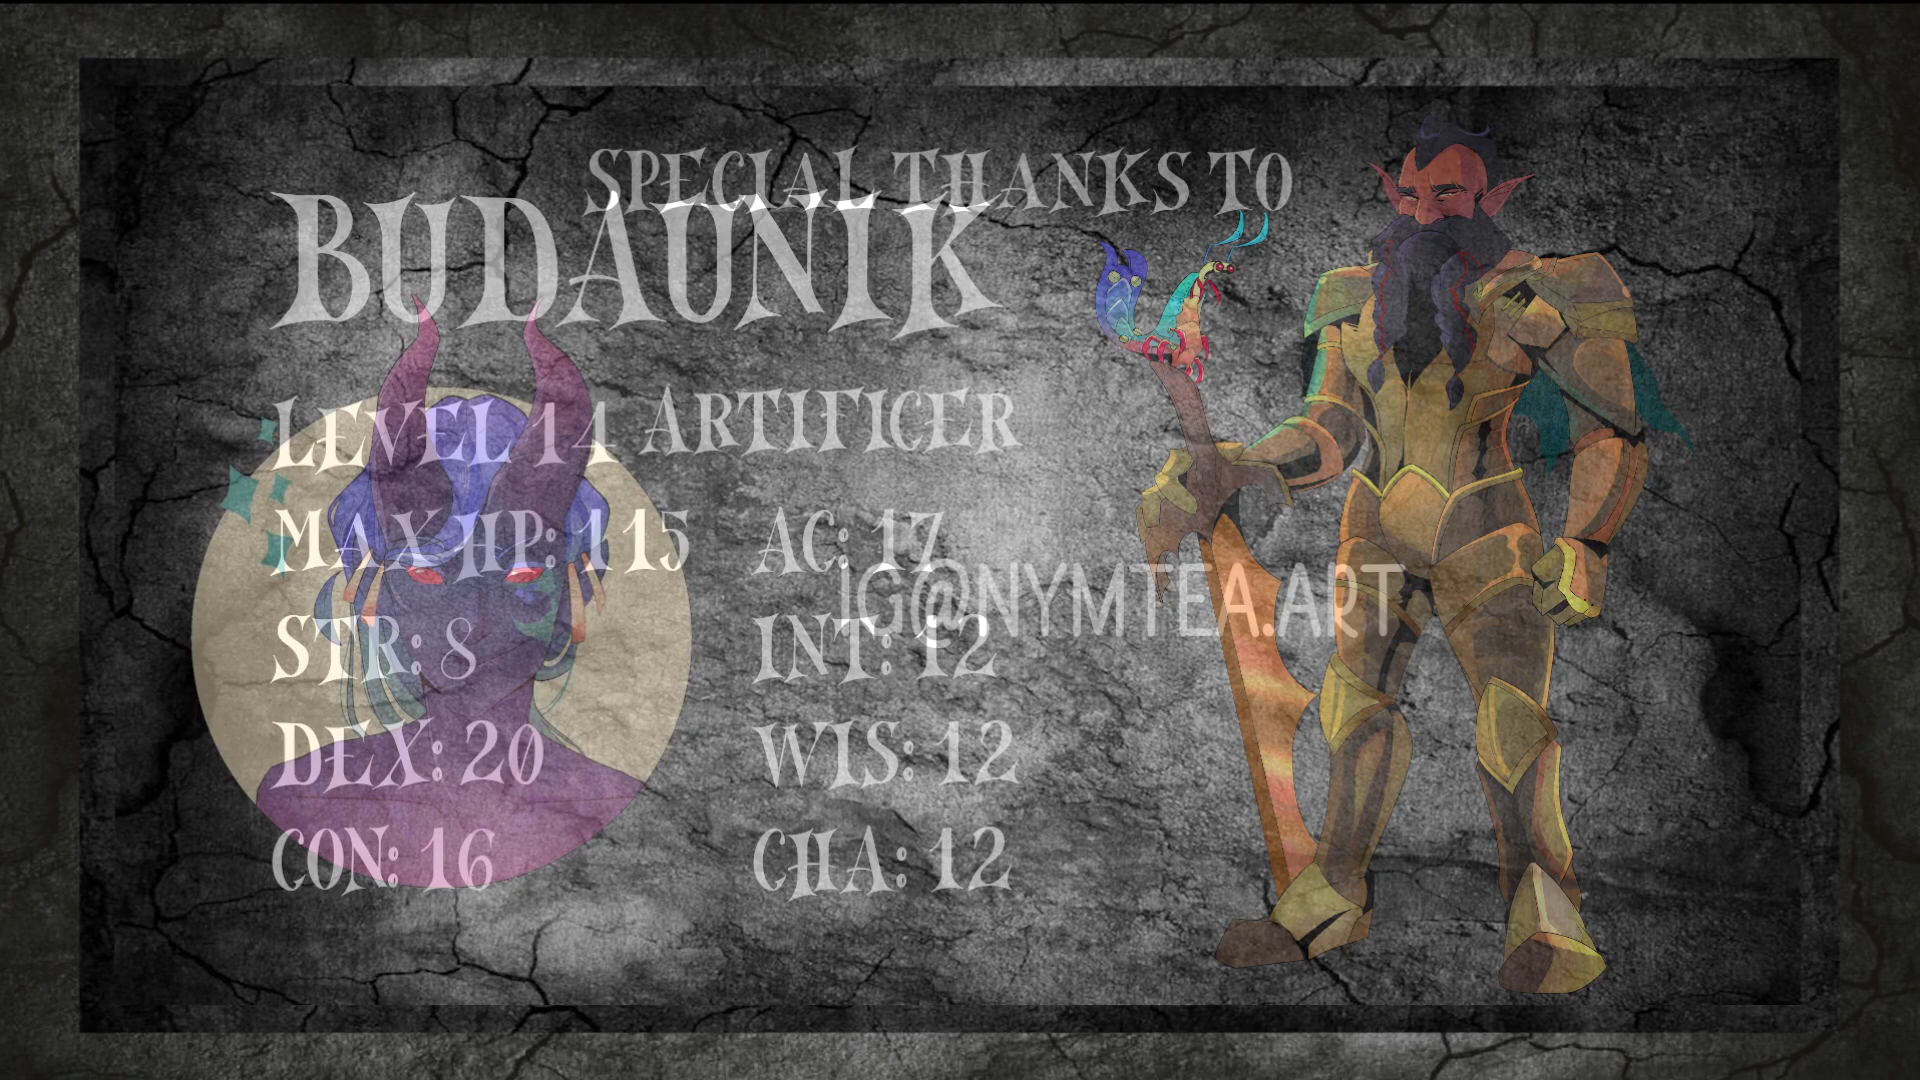 SPECIAL THANKS TO
BUDAUNIK
LEVEL 14 ARTIFICER
MAX HP: 115 AC: 17
IG@NYMTEA.ART
STR: 8 INT: 12
DEX: 20 WIS: 12
CON: 16 CHA: 12